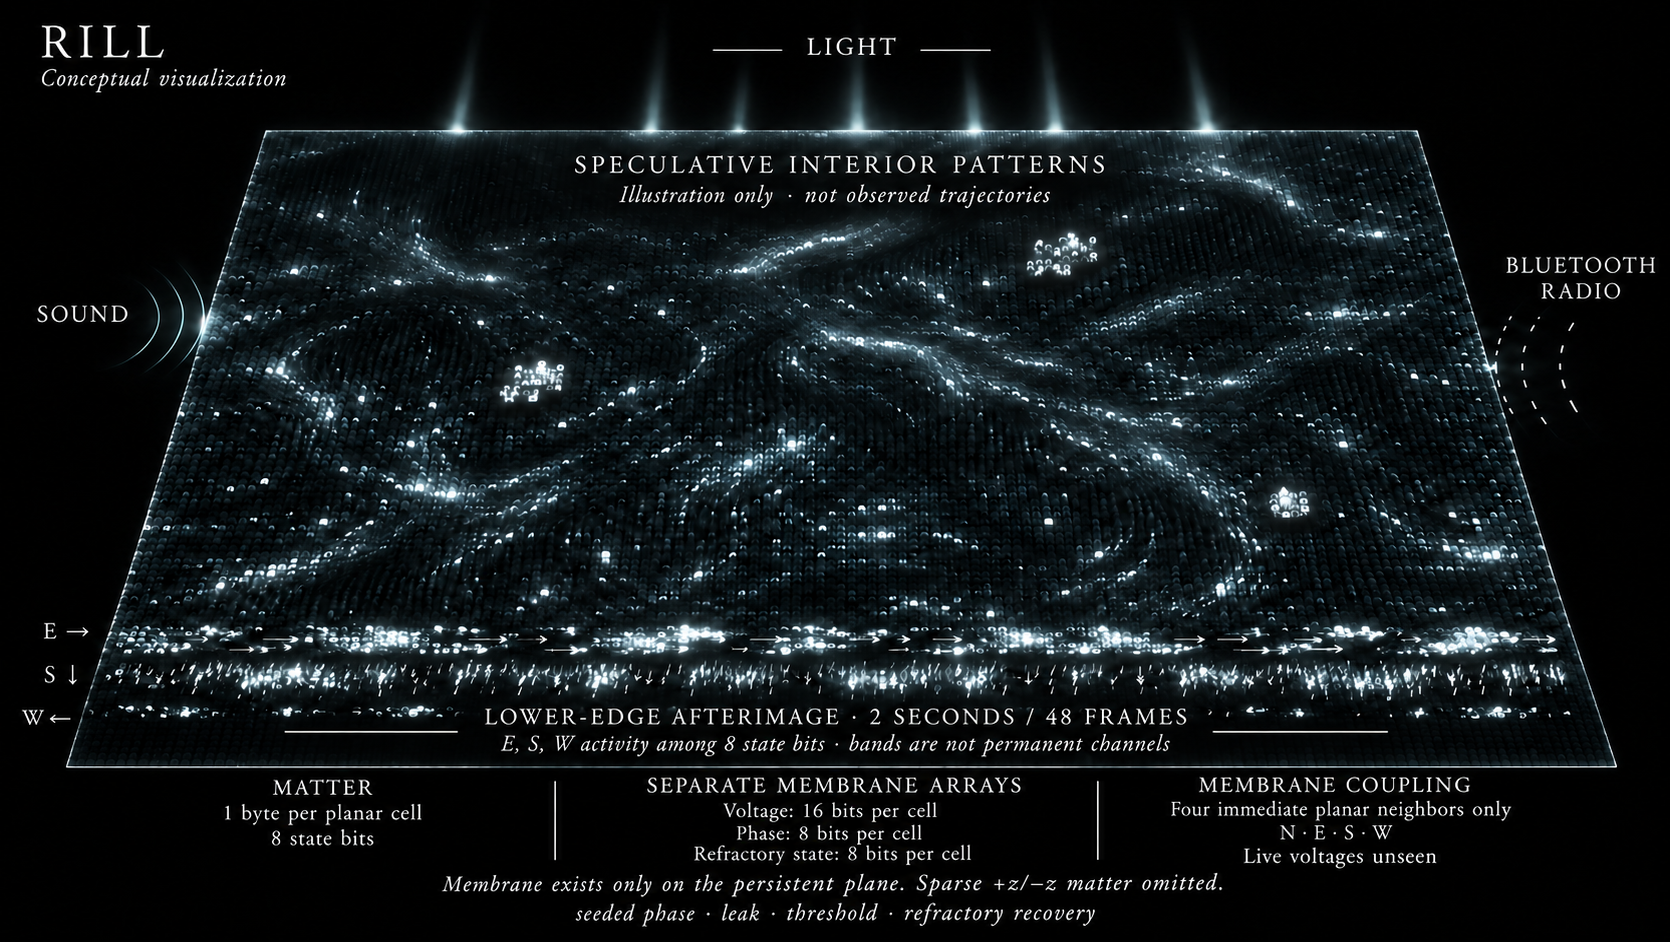 RILL
Conceptual visualization
LIGHT
SPECULATIVE INTERIOR PATTERNS
Illustration only · not observed trajectories
SOUND
BLUETOOTH
RADIO
E →
S ↓
W ←
LOWER-EDGE AFTERIMAGE · 2 SECONDS / 48 FRAMES
E, S, W activity among 8 state bits · bands are not permanent channels
MATTER
1 byte per planar cell
8 state bits
SEPARATE MEMBRANE ARRAYS
Voltage: 16 bits per cell
Phase: 8 bits per cell
Refractory state: 8 bits per cell
MEMBRANE COUPLING
Four immediate planar neighbors only
N · E · S · W
Live voltages unseen
Membrane exists only on the persistent plane. Sparse +z/−z matter omitted.
seeded phase · leak · threshold · refractory recovery